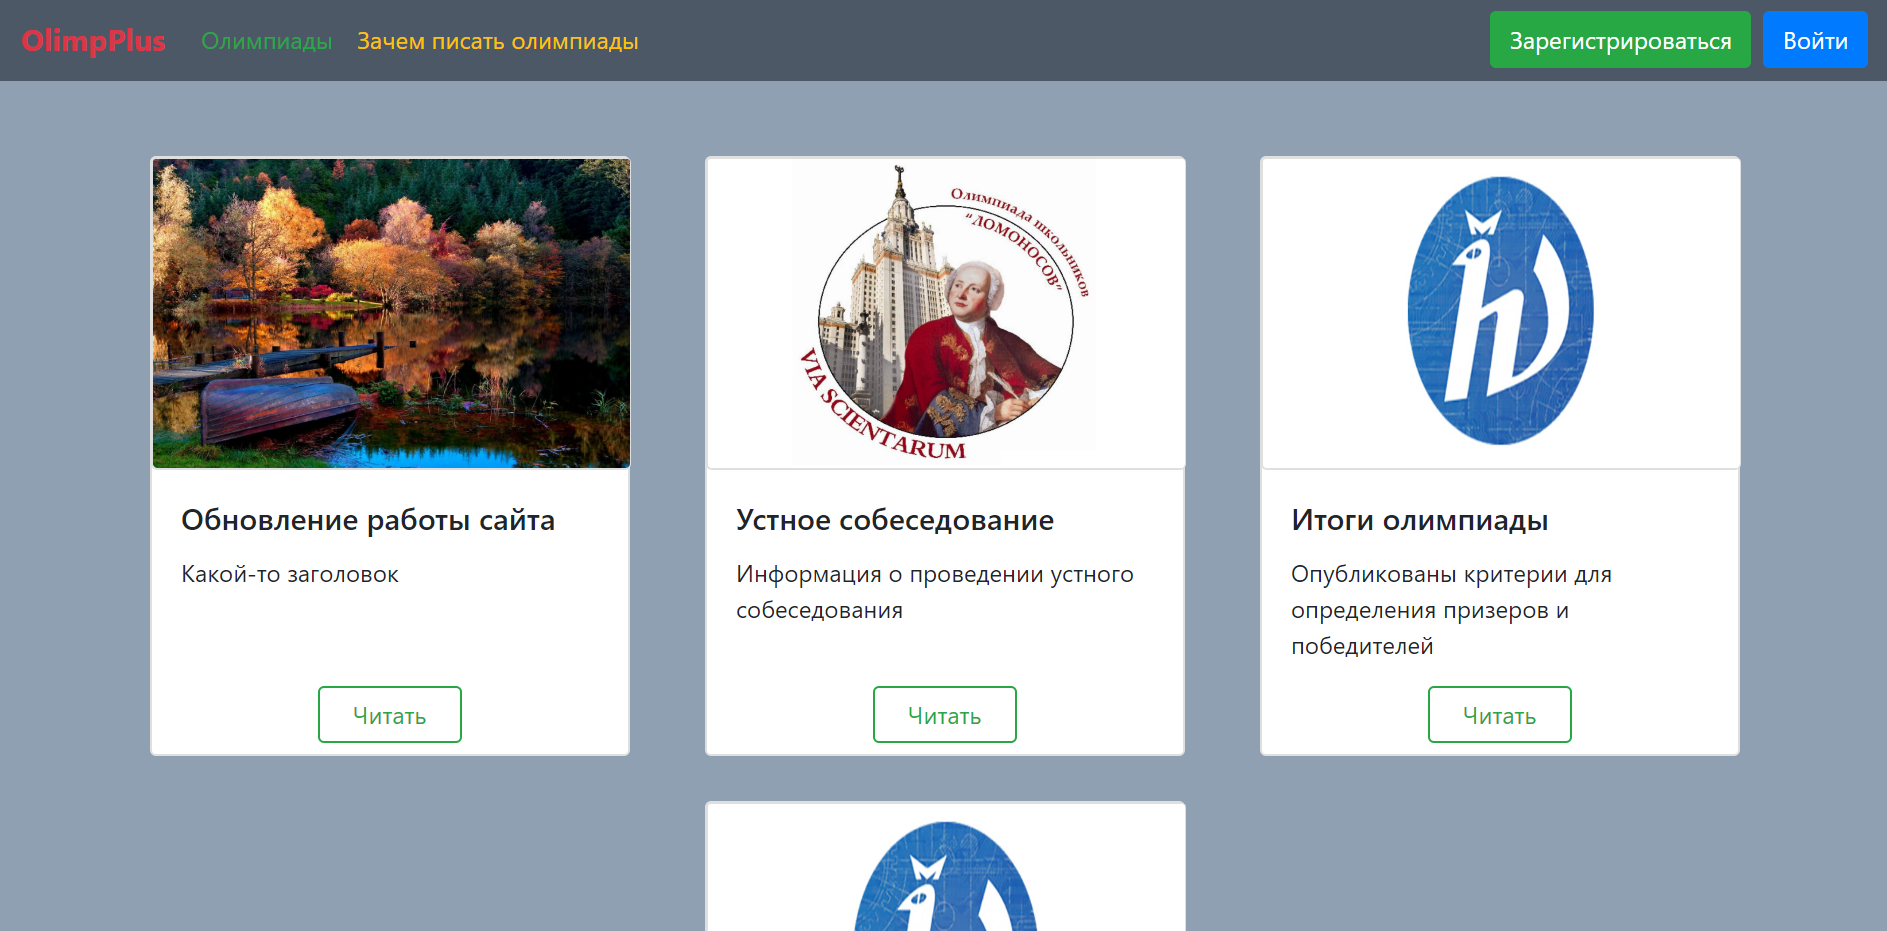 OlimpPlus
Олимпиады
Зачем писать олимпиады
Зарегистрироваться
Войти
Олимпиада школьников
"ЛОМОНОСОВ"
VIA SCIENTARUM
Обновление работы сайта
Какой-то заголовок
Читать
Устное собеседование
Информация о проведении устного
собеседования
Читать
Итоги олимпиады
Опубликованы критерии для
определения призеров и
победителей
Читать